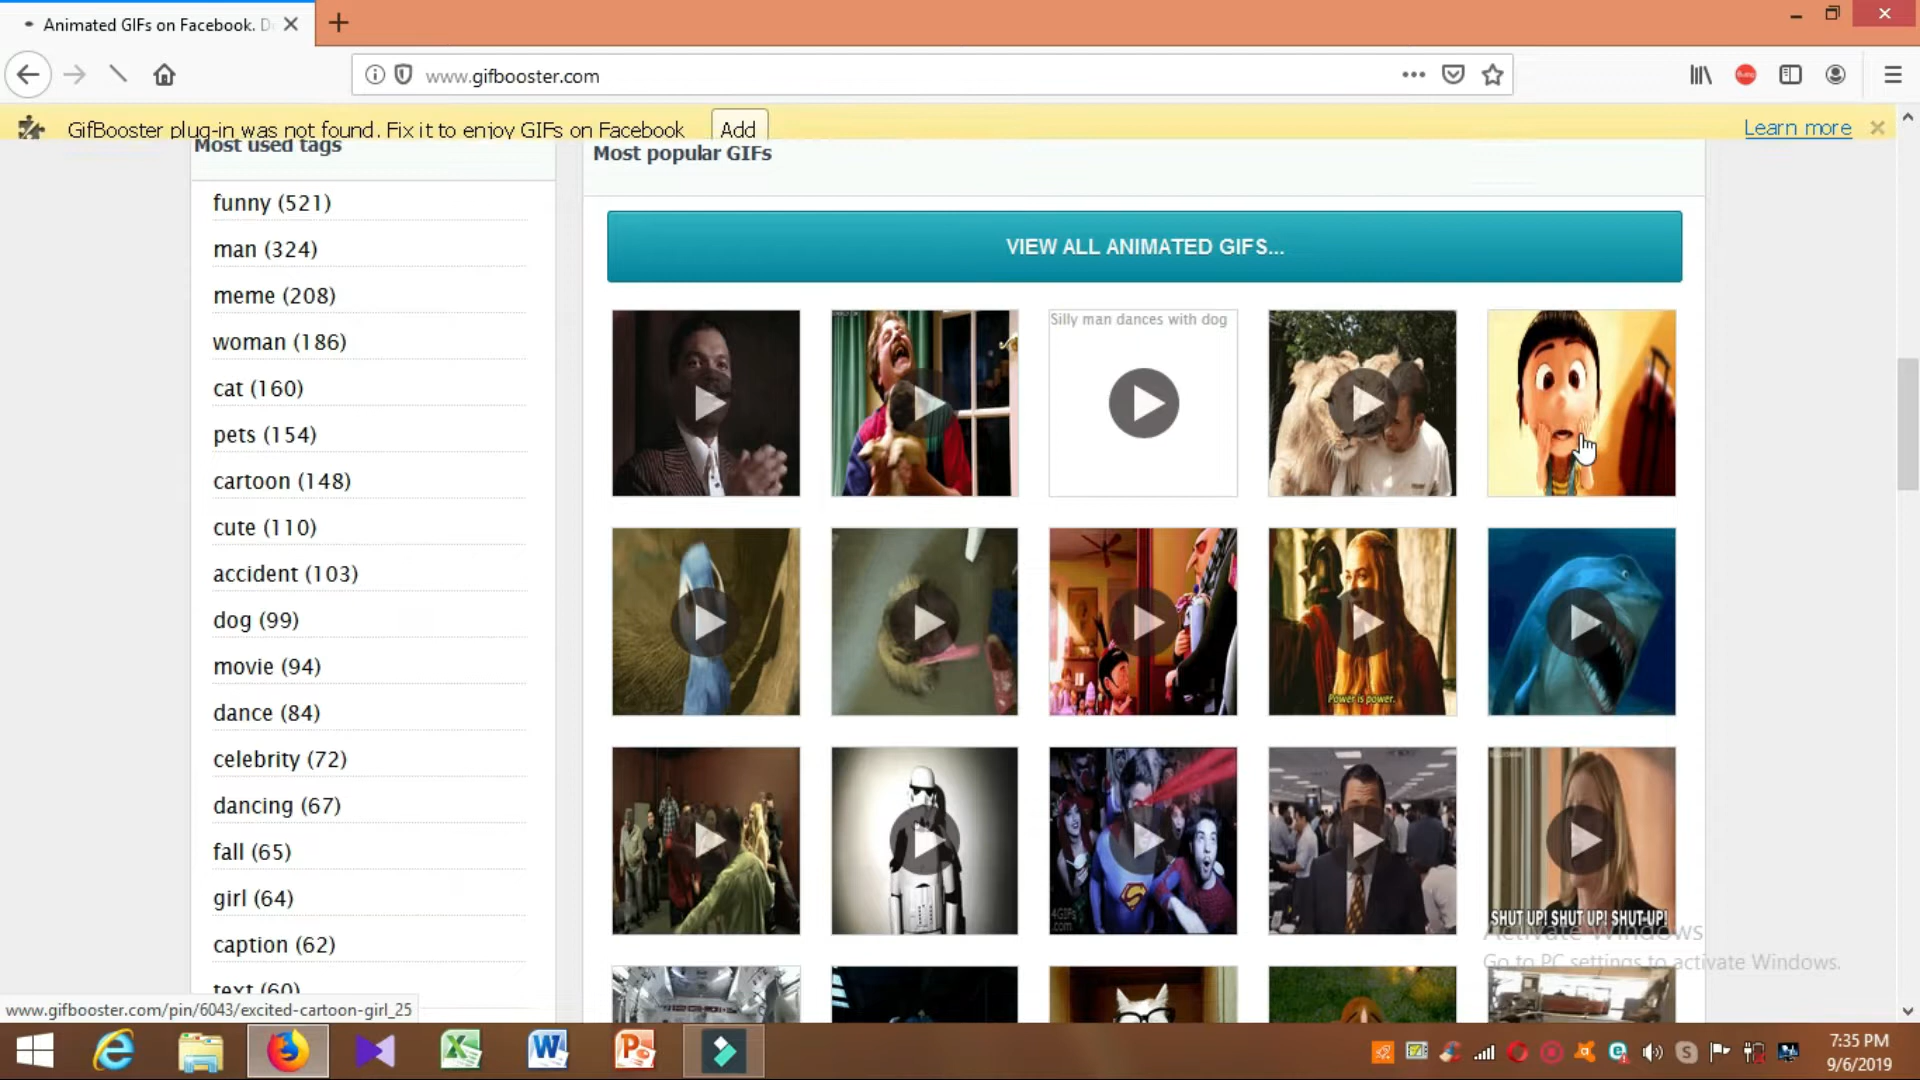 Animated GIFs on Facebook. D
www.gifbooster.com
GifBooster plug-in was not found. Fix it to enjoy GIFs on Facebook
Add
Learn more
Most used tags
Most popular GIFs
funny (521)
man (324)
meme (208)
woman (186)
cat (160)
pets (154)
cartoon (148)
cute (110)
accident (103)
dog (99)
movie (94)
dance (84)
celebrity (72)
dancing (67)
fall (65)
girl (64)
caption (62)
text (60)
VIEW ALL ANIMATED GIFS...
Silly man dances with dog
Power is power.
4GIFs
.com
SHUT UP! SHUT UP! SHUT UP!
Activate Windows
Go to PC settings to activate Windows.
www.gifbooster.com/pin/6043/excited-cartoon-girl_25
7:35 PM
9/6/2019